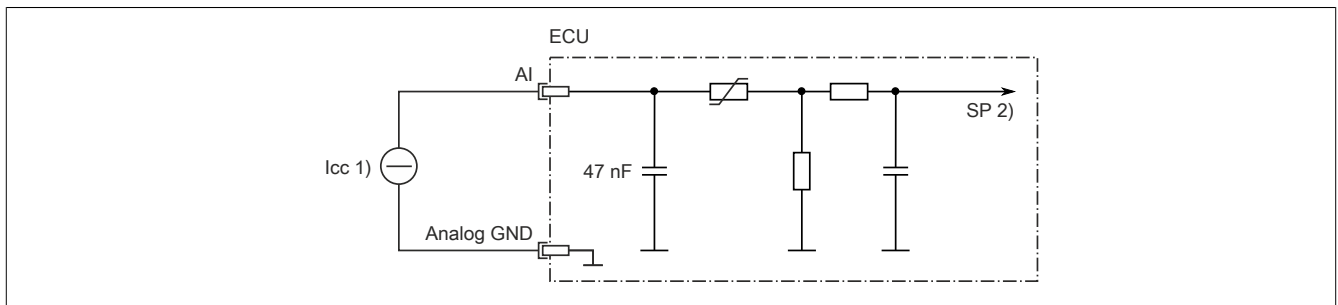 ECU
AI
SP 2)
Icc 1)
47 nF
Analog GND